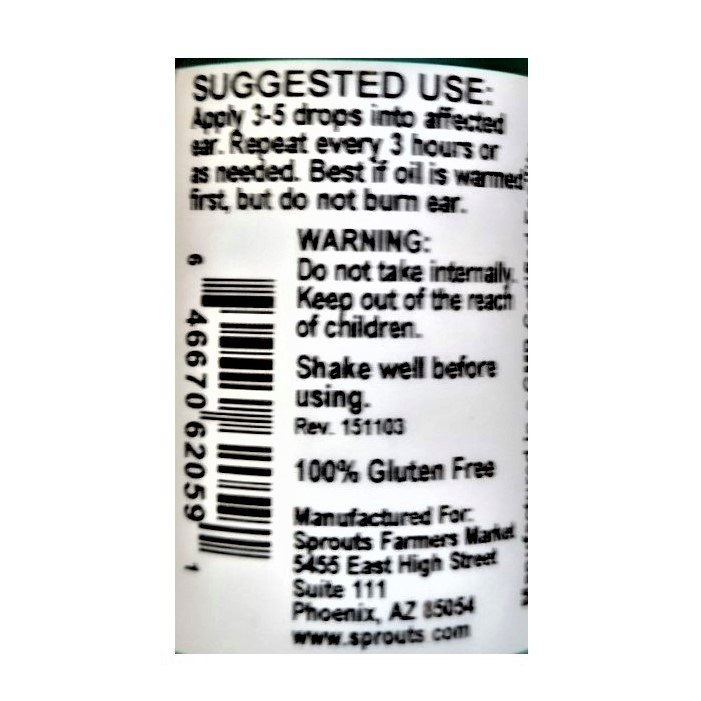 SUGGESTED USE:
Apply 3-5 drops into affected
ear. Repeat every 3 hours or
as needed. Best if oil is warmed
first, but do not burn ear.
WARNING:
Do not take internally.
Keep out of the reach
of children.
Shake well before
using.
Rev. 151103
100% Gluten Free
Manufactured For:
Sprouts Farmers Market
5455 East High Street
Suite 111
Phoenix, AZ 85054
www.sprouts.com
6 46670 62059 1